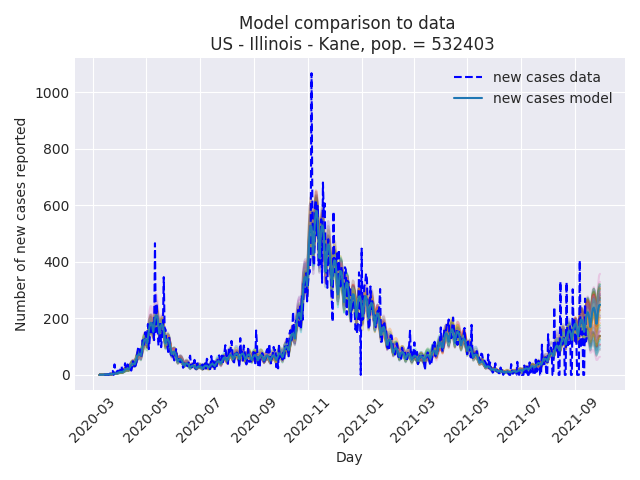 Model comparison to data
US - Illinois - Kane, pop. = 532403
new cases data
new cases model
Number of new cases reported
1000
800
600
400
200
0
2020-03
2020-05
2020-07
2020-09
2020-11
2021-01
2021-03
2021-05
2021-07
2021-09
Day